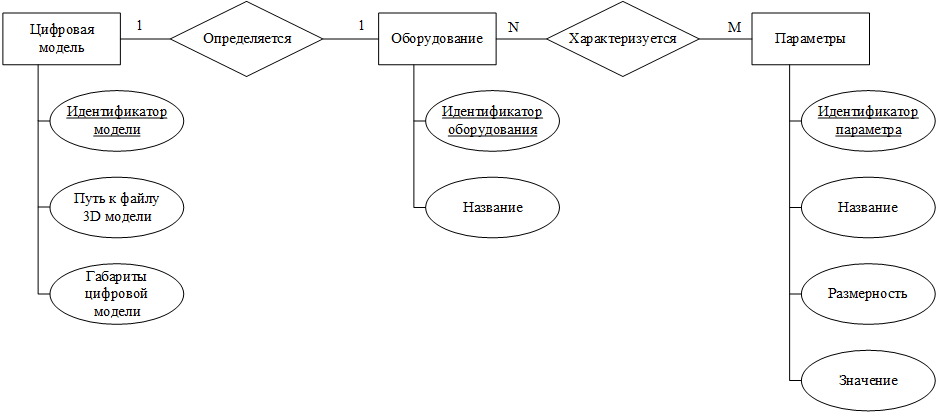 Цифровая
модель
1
Определяется
1
Оборудование
N
Характеризуется
M
Параметры
Идентификатор
модели
Путь к файлу
3D модели
Габариты
цифровой
модели
Идентификатор
оборудования
Название
Идентификатор
параметра
Название
Размерность
Значение